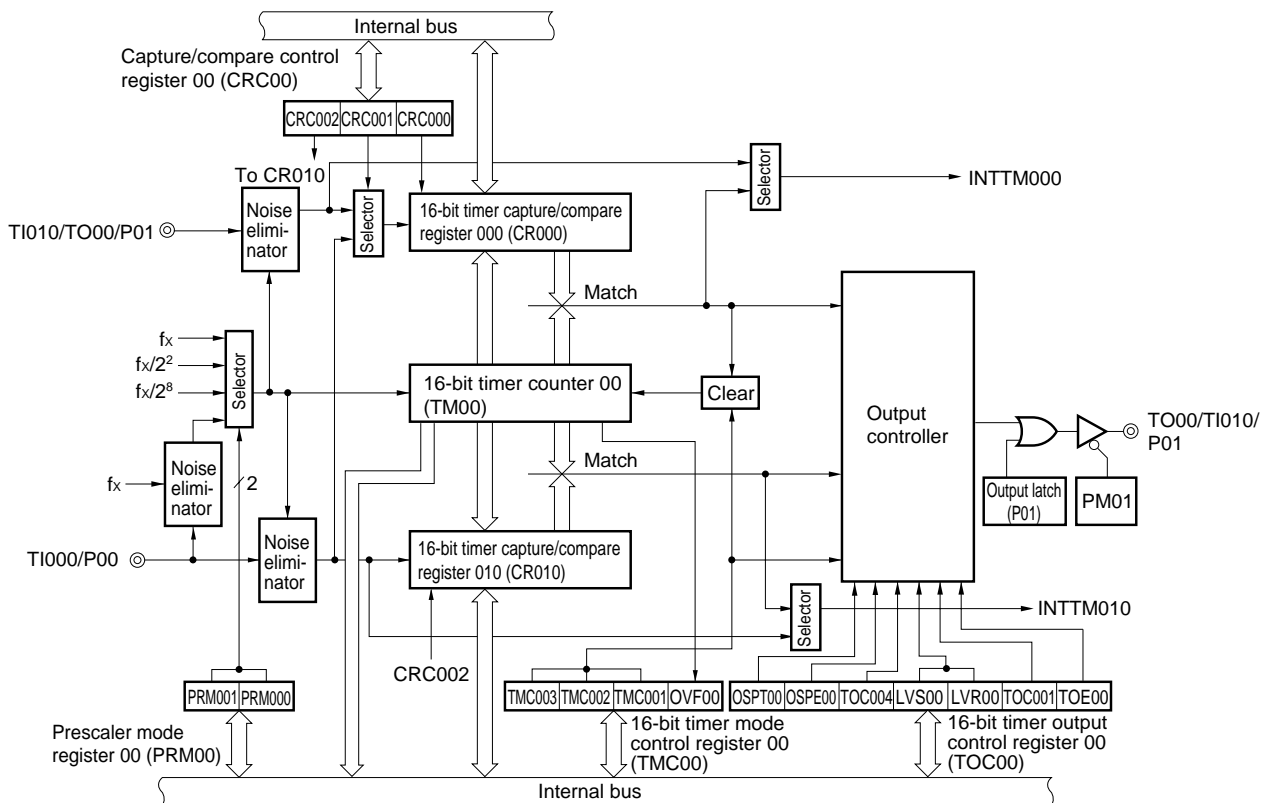 Internal bus
Capture/compare control
register 00 (CRC00)
CRC002 CRC001 CRC000
To CR010
TI010/TO00/P01
Noise
elimi-
nator
Selector
16-bit timer capture/compare
register 000 (CR000)
Selector
INTTM000
Match
fX
fX/2²
fX/2⁸
Selector
16-bit timer counter 00
(TM00)
Clear
Output
controller
TO00/TI010/
P01
Output latch
(P01)
PM01
fX
Noise
elimi-
nator
2
Match
TI000/P00
Noise
elimi-
nator
16-bit timer capture/compare
register 010 (CR010)
Selector
INTTM010
CRC002
PRM001 PRM000
Prescaler mode
register 00 (PRM00)
TMC003 TMC002 TMC001 OVF00
16-bit timer mode
control register 00
(TMC00)
OSPT00 OSPE00 TOC004 LVS00 LVR00 TOC001 TOE00
16-bit timer output
control register 00
(TOC00)
Internal bus